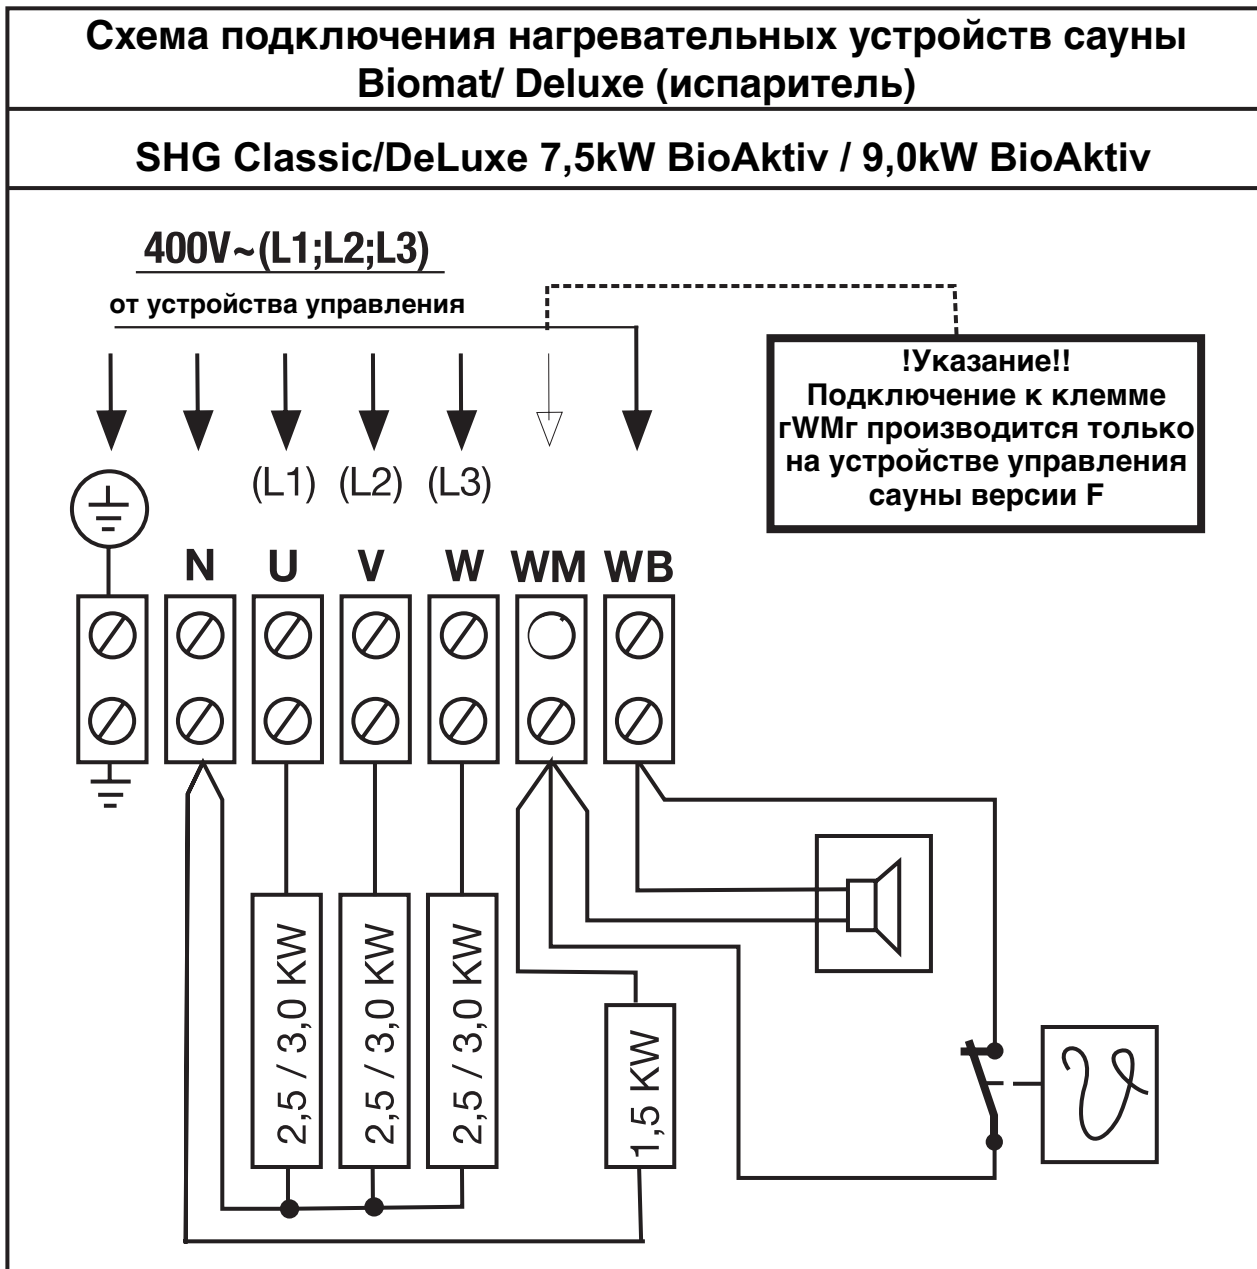 Схема подключения нагревательных устройств сауны
Biomat/ Deluxe (испаритель)
SHG Classic/DeLuxe 7,5kW BioAktiv / 9,0kW BioAktiv
400V~(L1;L2;L3)
от устройства управления
!Указание!!
Подключение к клемме
гWMг производится только
на устройстве управления
сауны версии F
(L1) (L2) (L3)
N U V W WM WB
2,5 / 3,0 KW
2,5 / 3,0 KW
2,5 / 3,0 KW
1,5 KW
ϑ